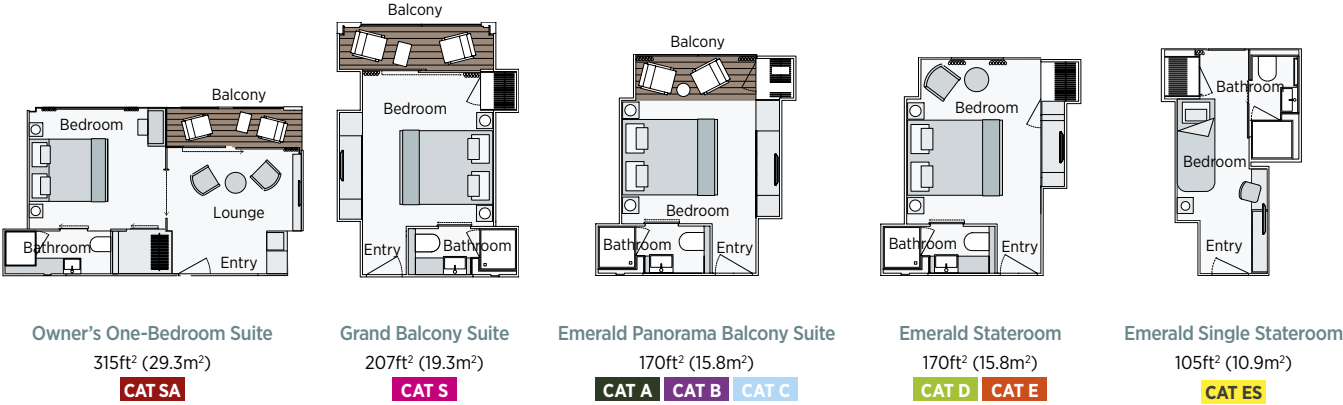 Balcony
Bedroom
Lounge
Bathroom
Entry
Owner's One-Bedroom Suite
315ft² (29.3m²)
CAT SA
Balcony
Bedroom
Entry
Bathroom
Grand Balcony Suite
207ft² (19.3m²)
CAT S
Balcony
Bedroom
Bathroom
Entry
Emerald Panorama Balcony Suite
170ft² (15.8m²)
CAT A CAT B CAT C
Bedroom
Bathroom
Entry
Emerald Stateroom
170ft² (15.8m²)
CAT D CAT E
Bathroom
Bedroom
Entry
Emerald Single Stateroom
105ft² (10.9m²)
CAT ES